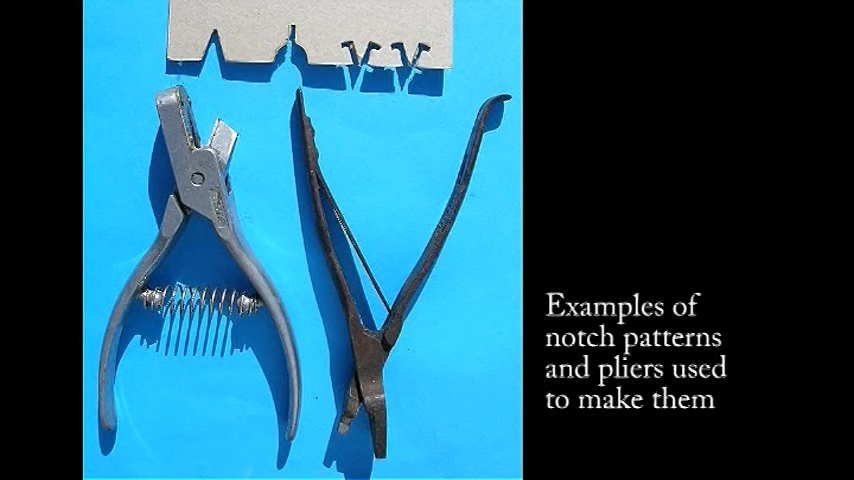 Examples of
notch patterns
and pliers used
to make them